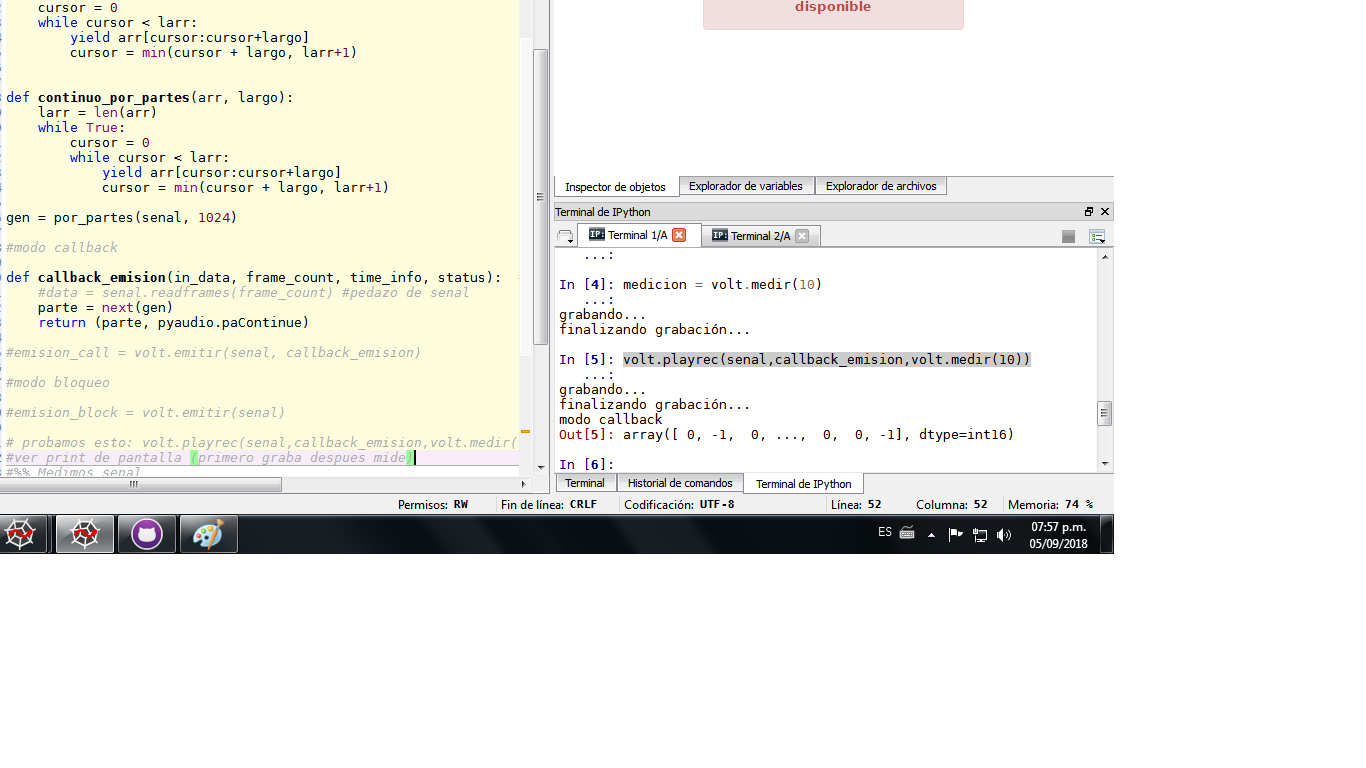 cursor = 0
while cursor < larr:
yield arr[cursor:cursor+largo]
cursor = min(cursor + largo, larr+1)
def continuo_por_partes(arr, largo):
larr = len(arr)
while True:
cursor = 0
while cursor < larr:
yield arr[cursor:cursor+largo]
cursor = min(cursor + largo, larr+1)
gen = por_partes(senal, 1024)
#modo callback
def callback_emision(in_data, frame_count, time_info, status):
#data = senal.readframes(frame_count) #pedazo de senal
parte = next(gen)
return (parte, pyaudio.paContinue)
#emision_call = volt.emitir(senal, callback_emision)
#modo bloqueo
#emision_block = volt.emitir(senal)
# probamos esto: volt.playrec(senal,callback_emision,volt.medir(
#ver print de pantalla (primero graba despues mide)
#%% Medimos senal
disponible
Inspector de objetos
Explorador de variables
Explorador de archivos
Terminal de IPython
IP: Terminal 1/A
IP: Terminal 2/A
...:
In [4]: medicion = volt.medir(10)
...:
grabando...
finalizando grabación...
In [5]: volt.playrec(senal,callback_emision,volt.medir(10))
...:
grabando...
finalizando grabación...
modo callback
Out[5]: array([ 0, -1,  0, ...,  0,  0, -1], dtype=int16)
In [6]:
Terminal
Historial de comandos
Terminal de IPython
Permisos: RW
Fin de línea: CRLF
Codificación: UTF-8
Línea: 52
Columna: 52
Memoria: 74 %
ES
07:57 p.m.
05/09/2018